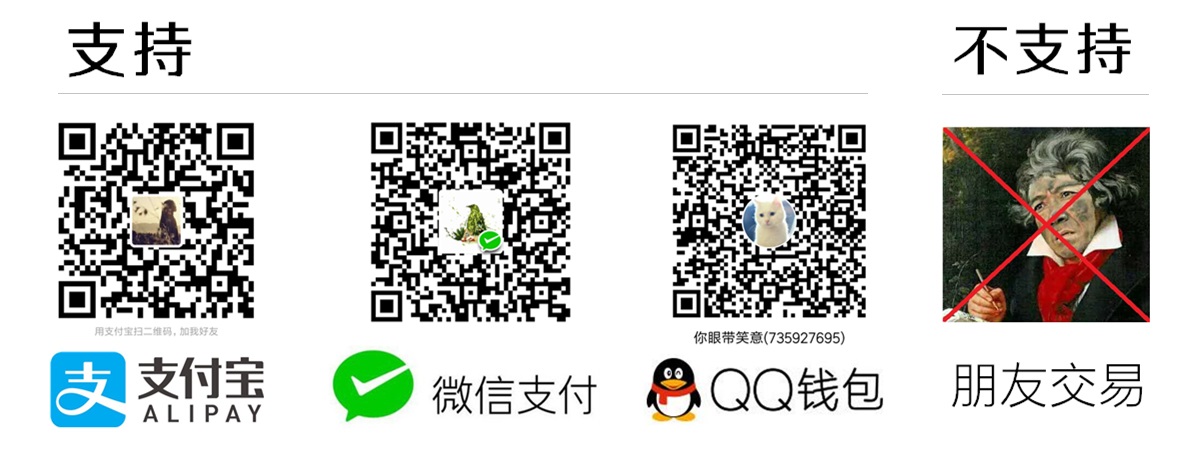 支持
不支持
用支付宝扫二维码，加我好友
你眼带笑意(735927695)
支 支付宝
ALIPAY
微信支付
QQ钱包
朋友交易